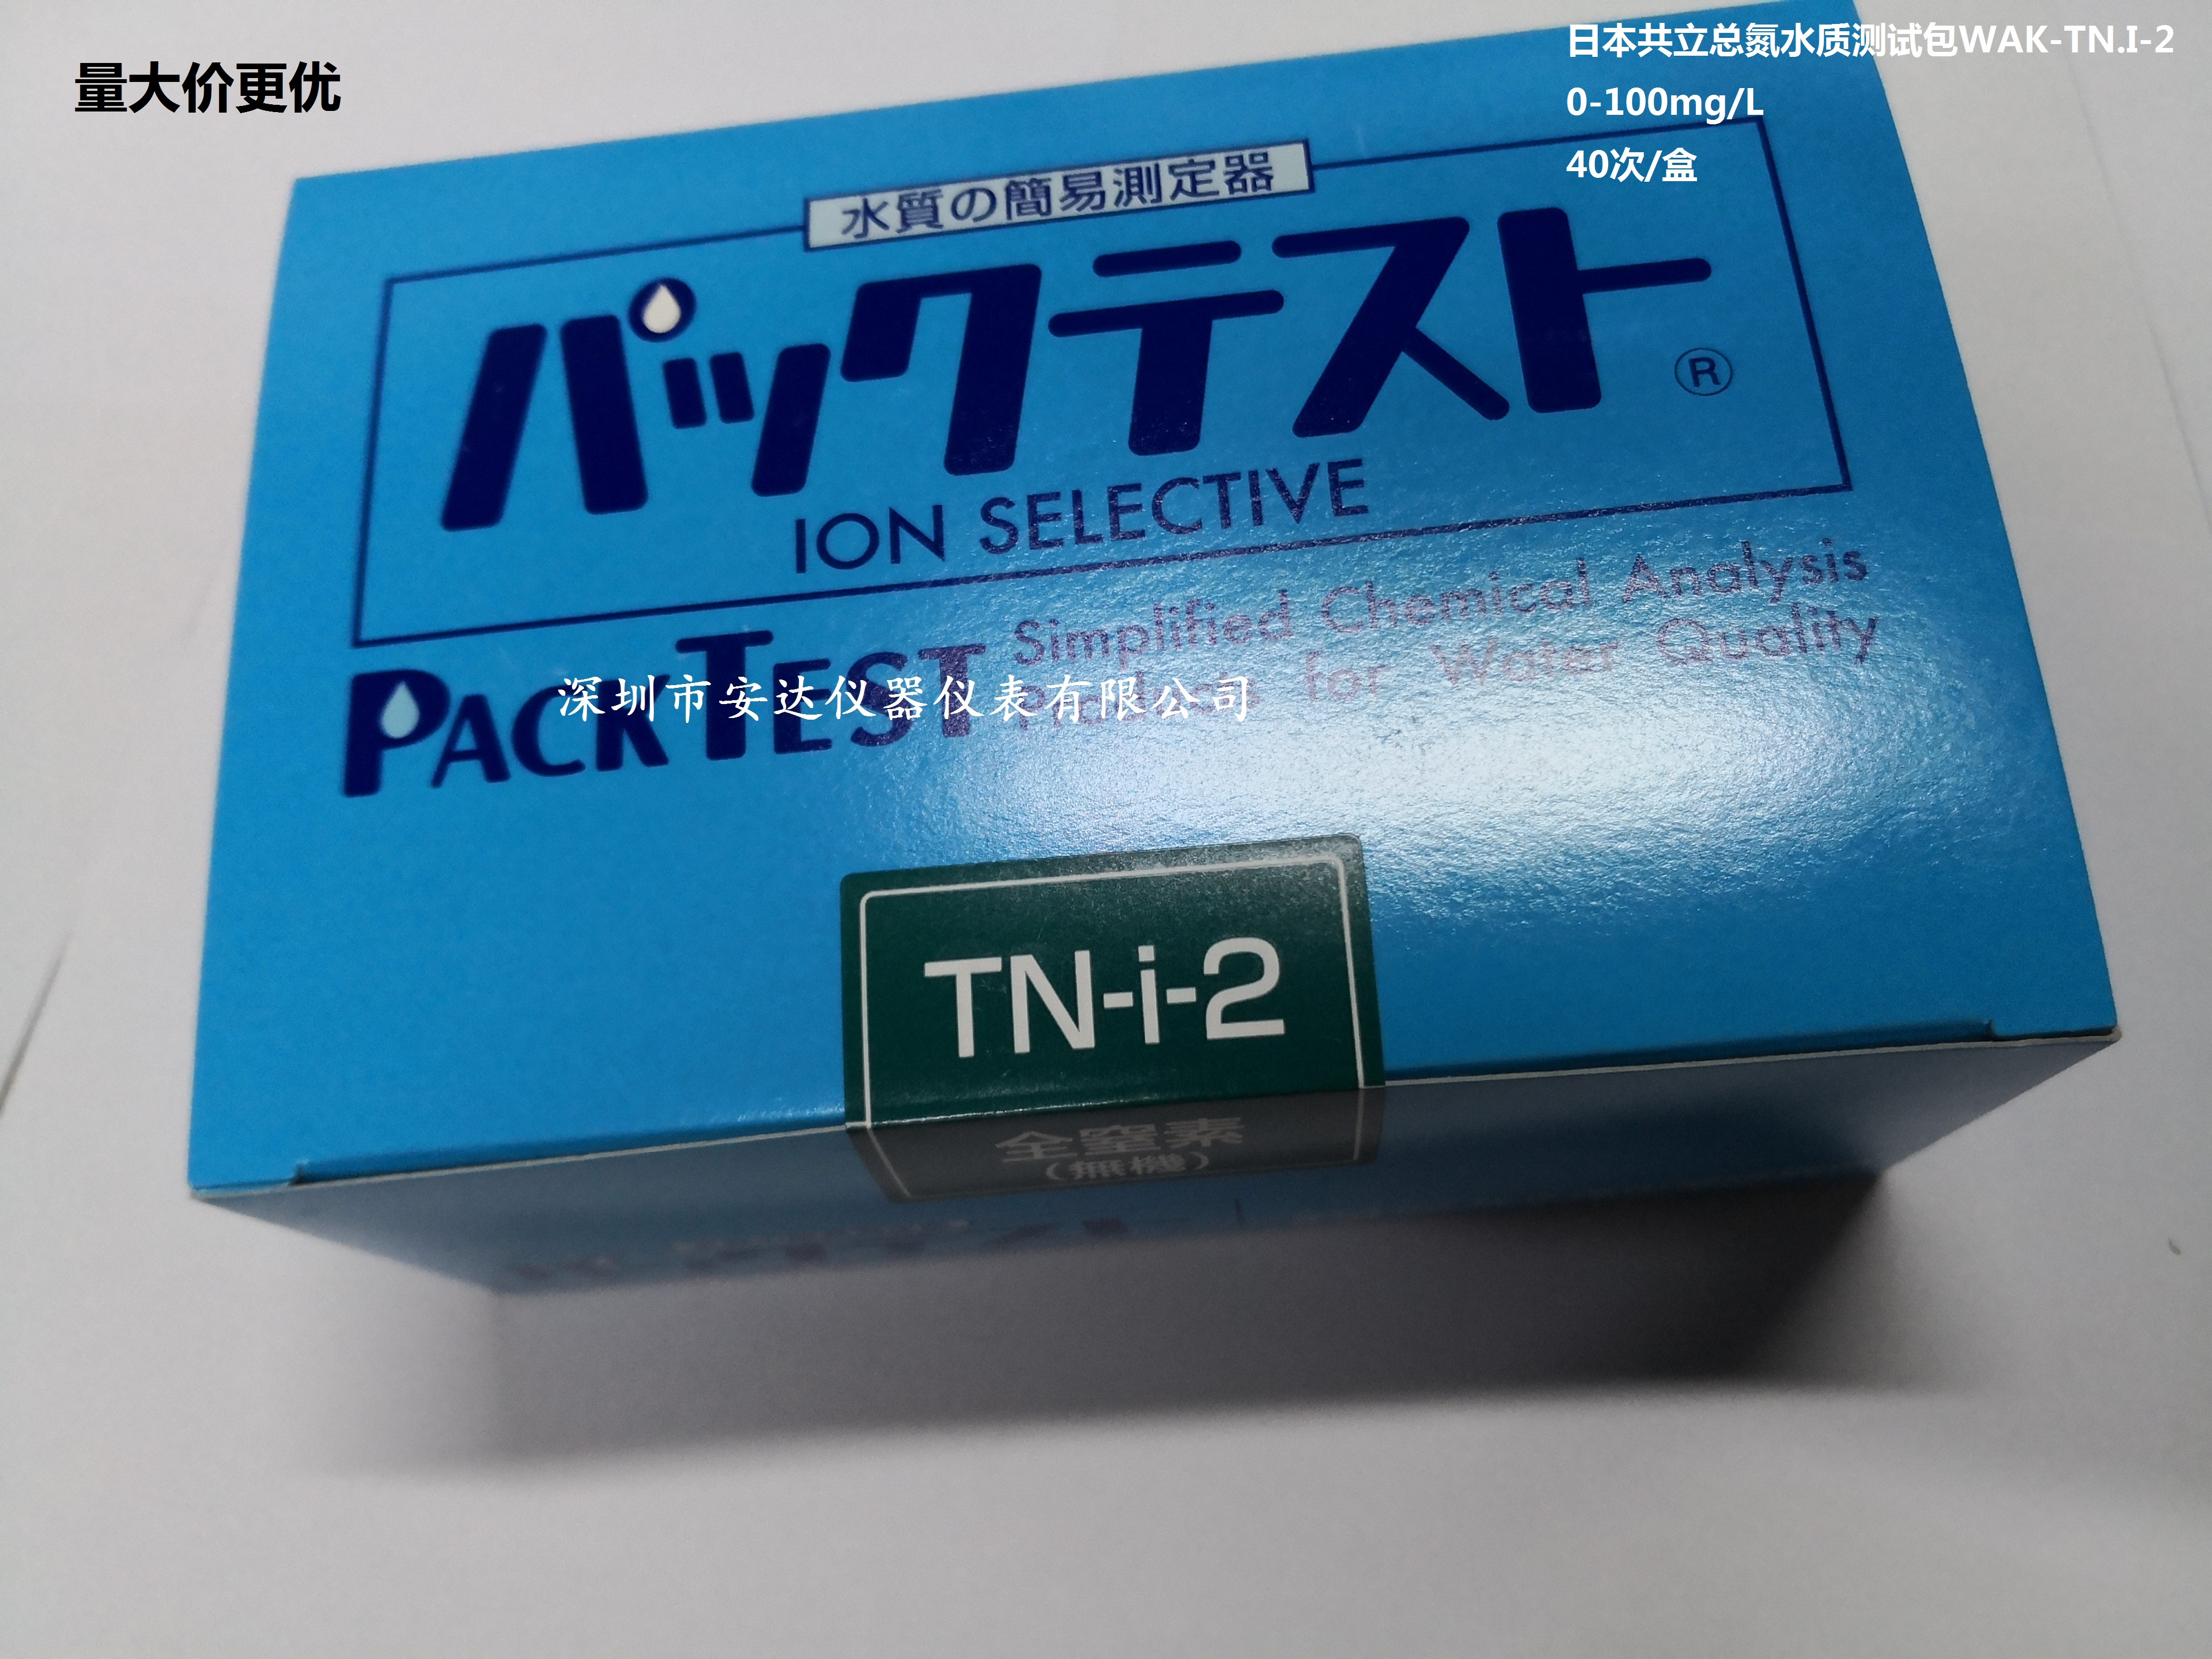 量大价更优
日本共立总氮水质测试包WAK-TN.I-2
0-100mg/L
40次/盒
水質の簡易測定器
パックテスト®
ION SELECTIVE
PACKTEST
Simplified Chemical Analysis
for Water Quality
深圳市安达仪器仪表有限公司
TN-i-2
全窒素
(無機)